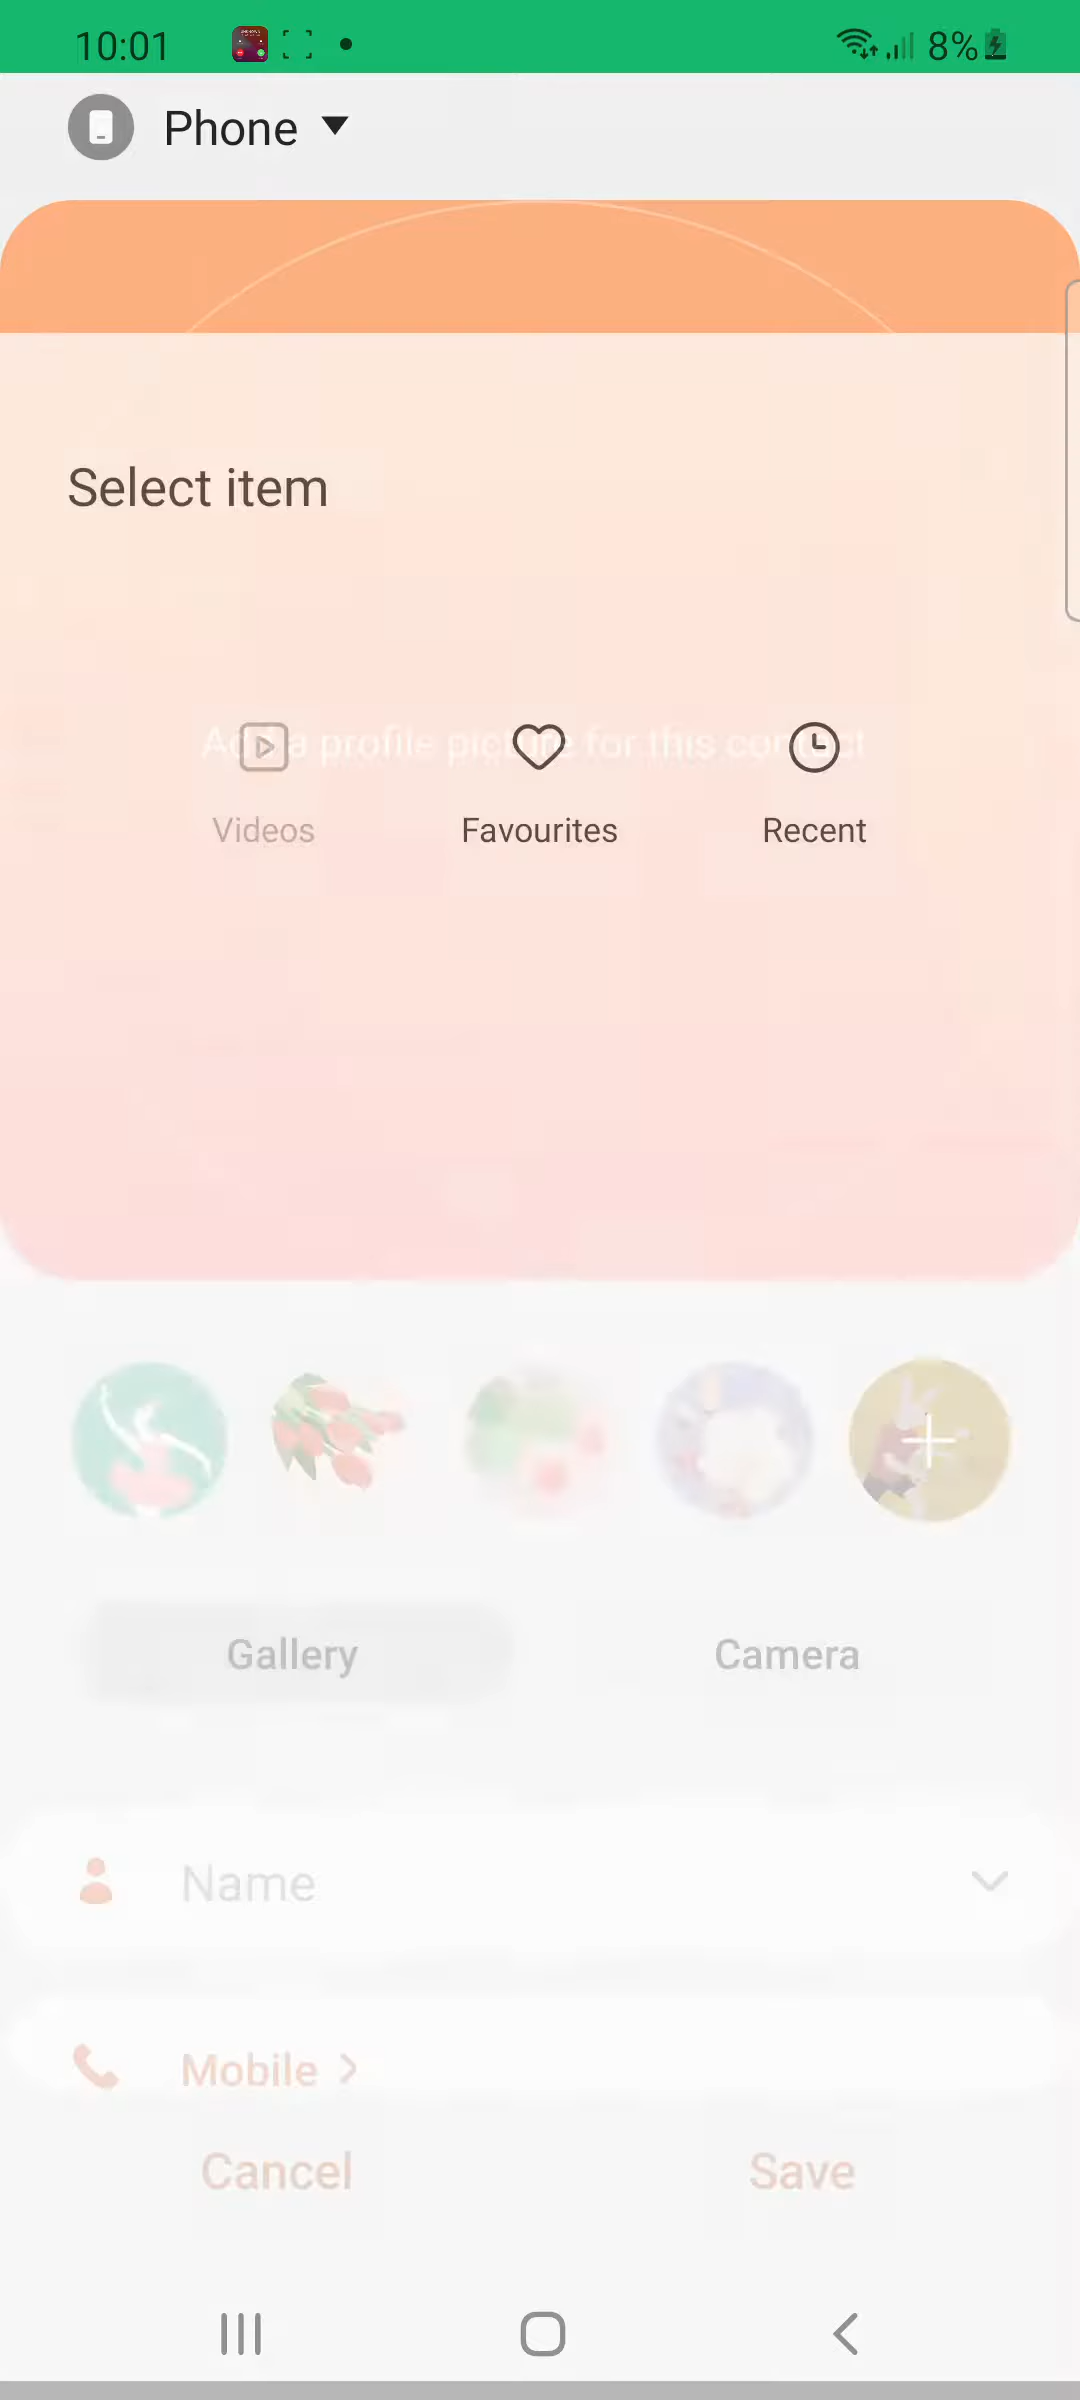 10:01
8%
Phone
Select item
Add a profile picture for this contact
Videos
Favourites
Recent
Gallery
Camera
Name
Mobile
Cancel
Save